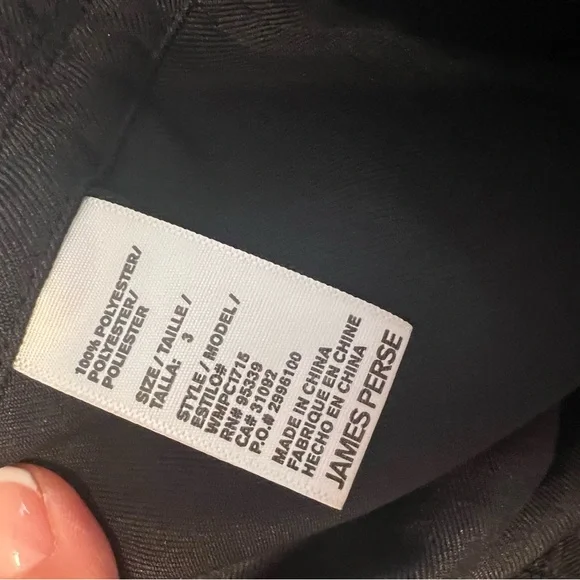 100% POLYESTER/
POLYESTER/
POLIESTER
SIZE / TAILLE /
TALLA: 3
STYLE / MODEL /
ESTILO#
WMPC1715
RN# 95339
CA# 31092
P.O.# 2996100
MADE IN CHINA
FABRIQUE EN CHINE
HECHO EN CHINA
JAMES PERSE